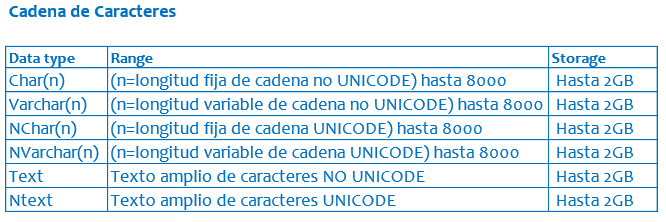 Cadena de Caracteres
Data type Range Storage
Char(n) (n=longitud fija de cadena no UNICODE) hasta 8000 Hasta 2GB
Varchar(n) (n=longitud variable de cadena no UNICODE) hasta 8000 Hasta 2GB
NChar(n) (n=longitud fija de cadena UNICODE) hasta 8000 Hasta 2GB
NVarchar(n) (n=longitud variable de cadena UNICODE) hasta 8000 Hasta 2GB
Text Texto amplio de caracteres NO UNICODE Hasta 2GB
Ntext Texto amplio de caracteres UNICODE Hasta 2GB